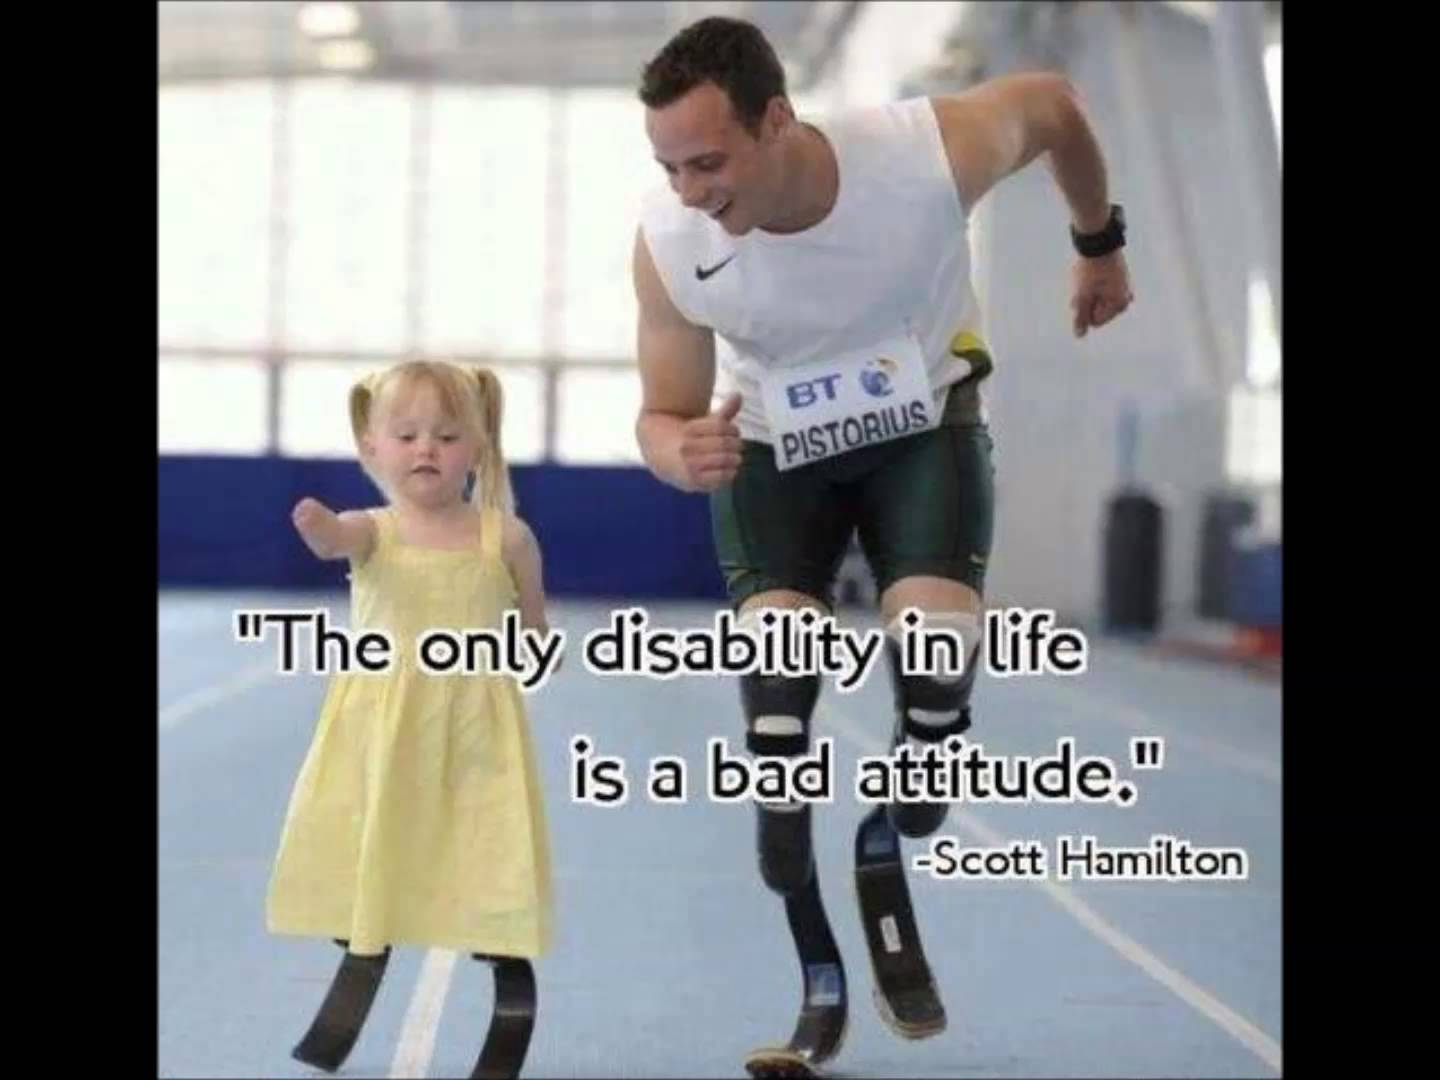 BT
PISTORIUS
"The only disability in life
is a bad attitude."
-Scott Hamilton